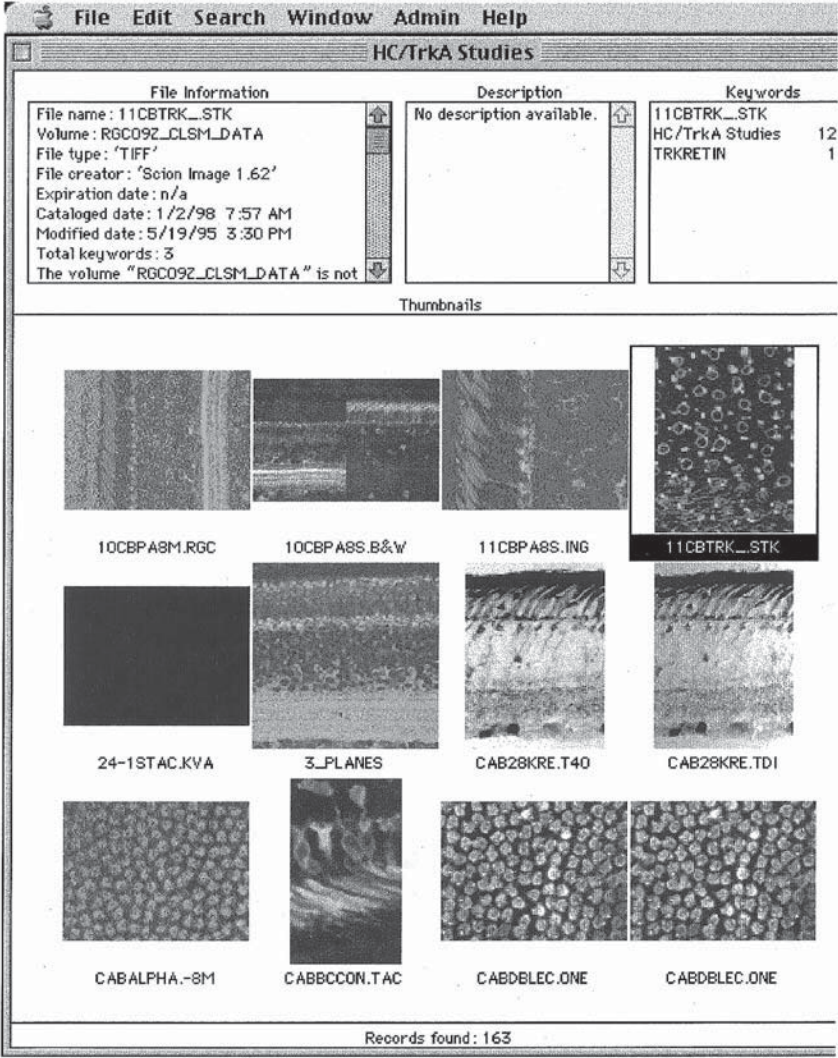 File Edit Search Window Admin Help
HC/TrkA Studies
File Information
File name : 11CBTRK_.STK
Volume : RGC09Z_CLSM_DATA
File type : 'TIFF'
File creator : 'Scion Image 1.62'
Expiration date : n/a
Cataloged date : 1/2/98 7:57 AM
Modified date : 5/19/95 3:30 PM
Total keywords : 3
The volume "RGC09Z_CLSM_DATA" is not
Description
No description available.
Keywords
11CBTRK_.STK
HC/TrkA Studies 12
TRKRETIN 1
Thumbnails
10CBPA8M.RGC 10CBPA8S.B&W 11CBPA8S.ING 11CBTRK_.STK
24-1STAC.KVA 3_PLANES CAB28KRE.T40 CAB28KRE.TDI
CABALPHA.-8M CABBCCON.TAC CABDBLEC.ONE CABDBLEC.ONE
Records found : 163